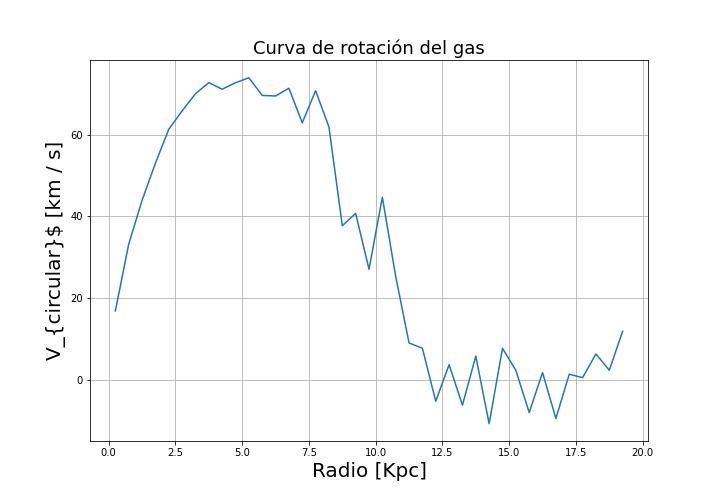 Curva de rotación del gas
V_{circular}$ [km / s]
60
40
20
0
0.0 2.5 5.0 7.5 10.0 12.5 15.0 17.5 20.0
Radio [Kpc]